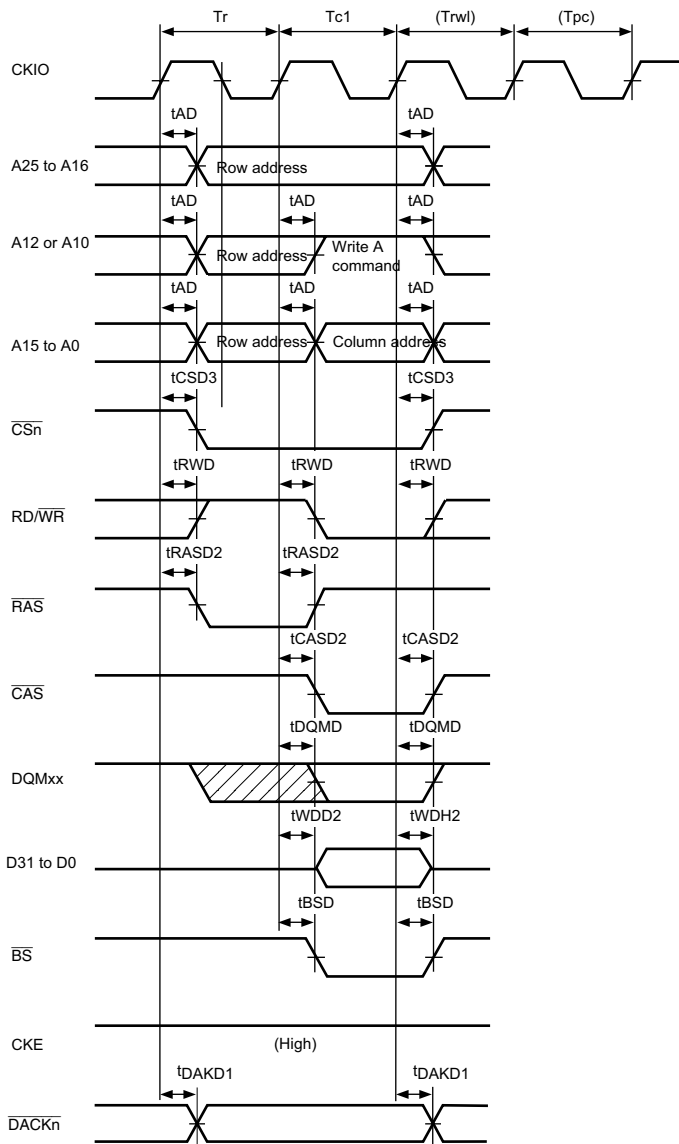 Tr Tc1 (Trwl) (Tpc)
CKIO
tAD tAD
A25 to A16 Row address
tAD tAD tAD
A12 or A10 Row address Write A command
tAD tAD tAD
A15 to A0 Row address Column address
tCSD3 tCSD3
CSn
tRWD tRWD tRWD
RD/WR
tRASD2 tRASD2
RAS
tCASD2 tCASD2
CAS
tDQMD tDQMD
DQMxx
tWDD2 tWDH2
D31 to D0
tBSD tBSD
BS
CKE (High)
tDAKD1 tDAKD1
DACKn